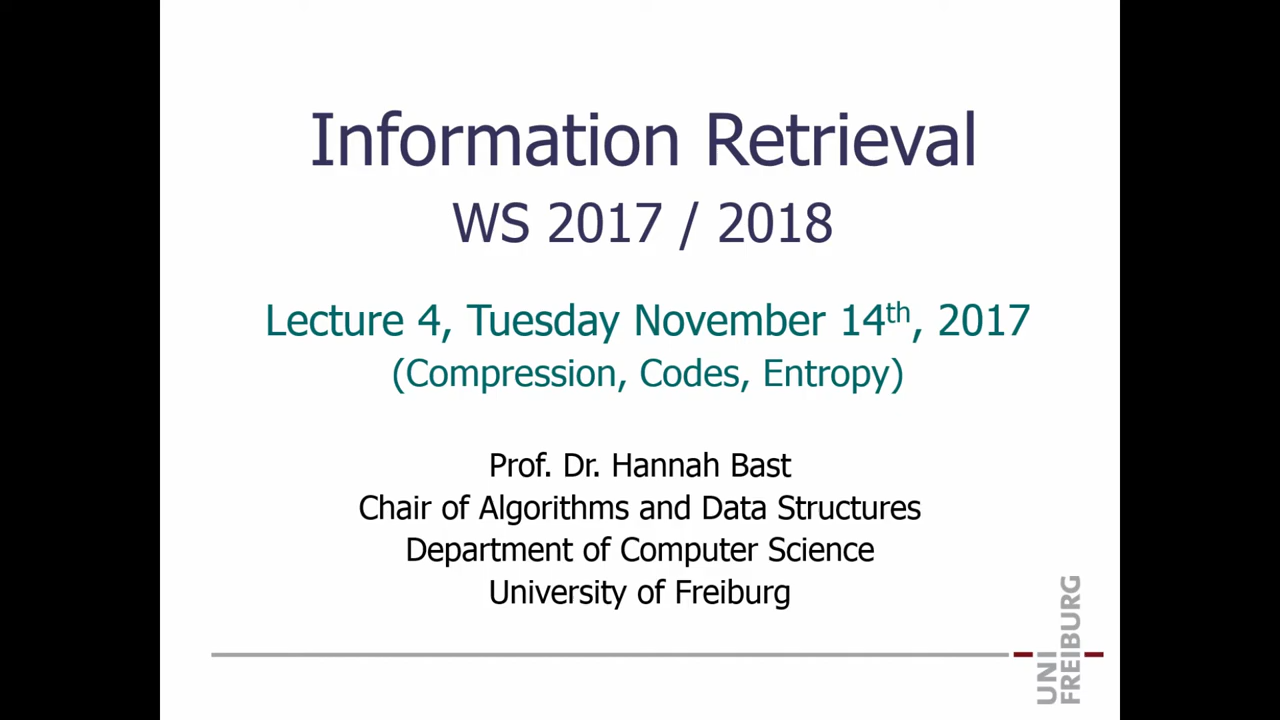 Information Retrieval
WS 2017 / 2018
Lecture 4, Tuesday November 14th, 2017
(Compression, Codes, Entropy)
Prof. Dr. Hannah Bast
Chair of Algorithms and Data Structures
Department of Computer Science
University of Freiburg
UNI
FREIBURG